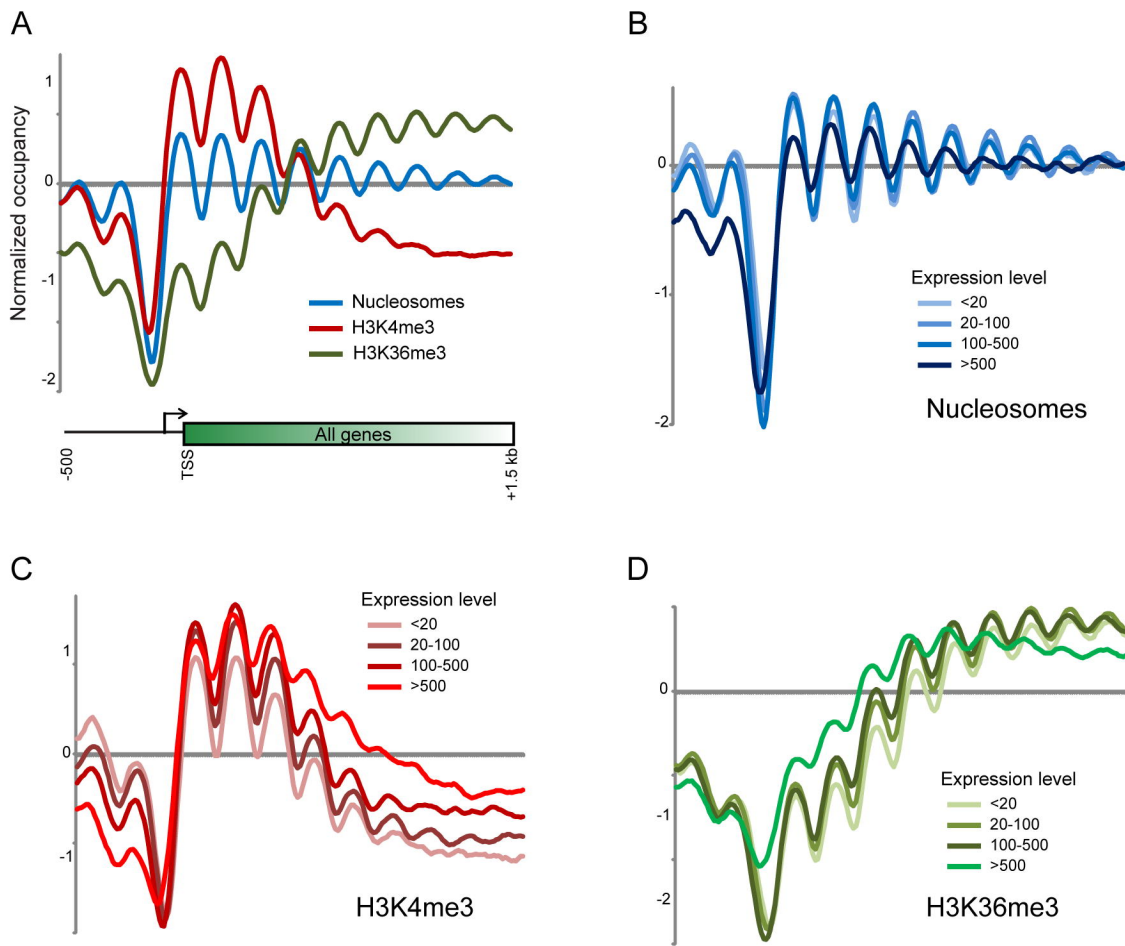 A
Normalized occupancy
1
0
-1
-2
Nucleosomes
H3K4me3
H3K36me3
All genes
-500
TSS
+1.5 kb
B
0
-1
-2
Expression level
<20
20-100
100-500
>500
Nucleosomes
C
1
0
-1
Expression level
<20
20-100
100-500
>500
H3K4me3
D
0
-1
-2
Expression level
<20
20-100
100-500
>500
H3K36me3